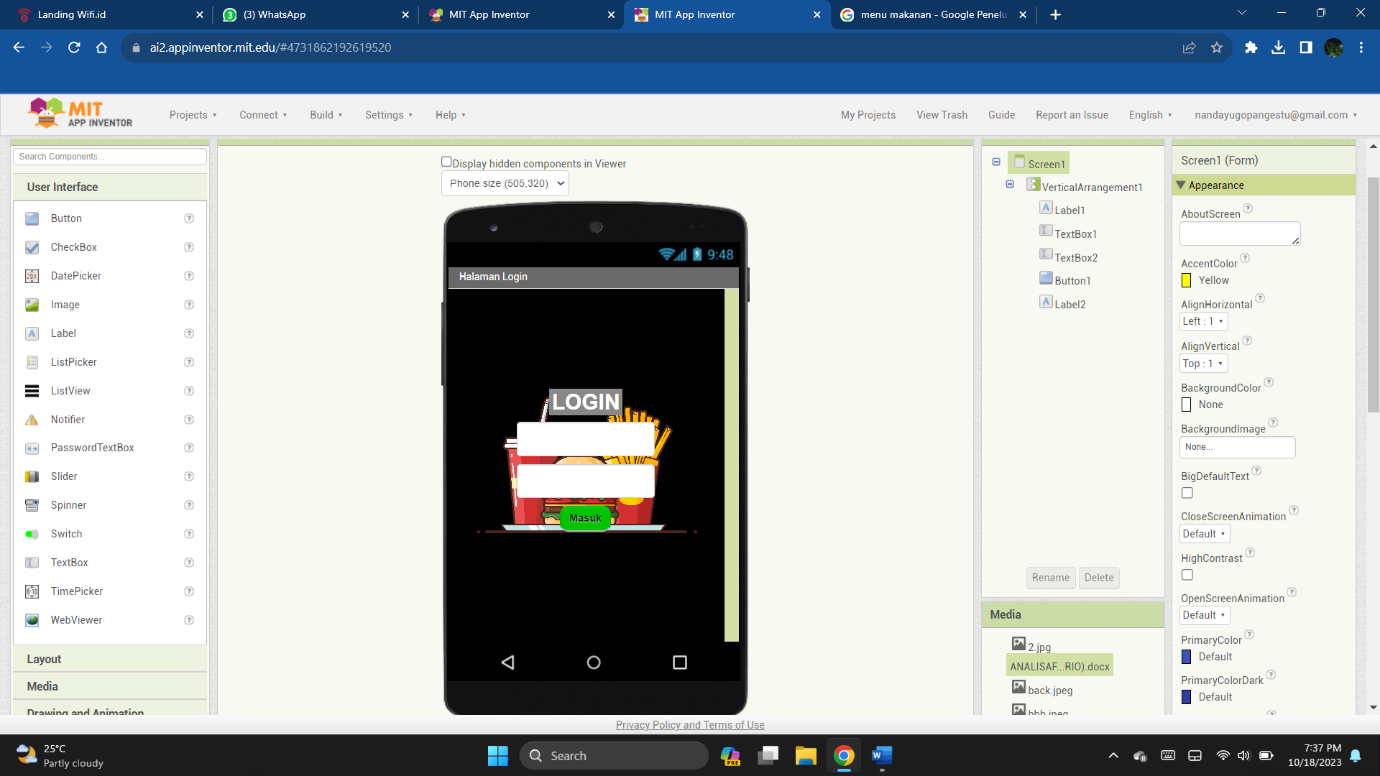 Landing Wifi.id
(3) WhatsApp
MIT App Inventor
MIT App Inventor
menu makanan - Google Penelu
ai2.appinventor.mit.edu/#4731862192619520
MIT
APP INVENTOR
Projects
Connect
Build
Settings
Help
My Projects
View Trash
Guide
Report an Issue
English
nandayugopangestu@gmail.com
Search Components...
User Interface
Button
CheckBox
DatePicker
Image
Label
ListPicker
ListView
Notifier
PasswordTextBox
Slider
Spinner
Switch
TextBox
TimePicker
WebViewer
Layout
Media
Drawing and Animation
Display hidden components in Viewer
Phone size (505,320)
9:48
Halaman Login
LOGIN
Masuk
Screen1
VerticalArrangement1
Label1
TextBox1
TextBox2
Button1
Label2
Rename
Delete
Media
2.jpg
ANALISAF...RIO).docx
back.jpeg
bbb.jpeg
Screen1 (Form)
Appearance
AboutScreen
AccentColor
Yellow
AlignHorizontal
Left : 1
AlignVertical
Top : 1
BackgroundColor
None
BackgroundImage
None...
BigDefaultText
CloseScreenAnimation
Default
HighContrast
OpenScreenAnimation
Default
PrimaryColor
Default
PrimaryColorDark
Default
Privacy Policy and Terms of Use
25°C
Partly cloudy
Search
PRE
7:37 PM
10/18/2023